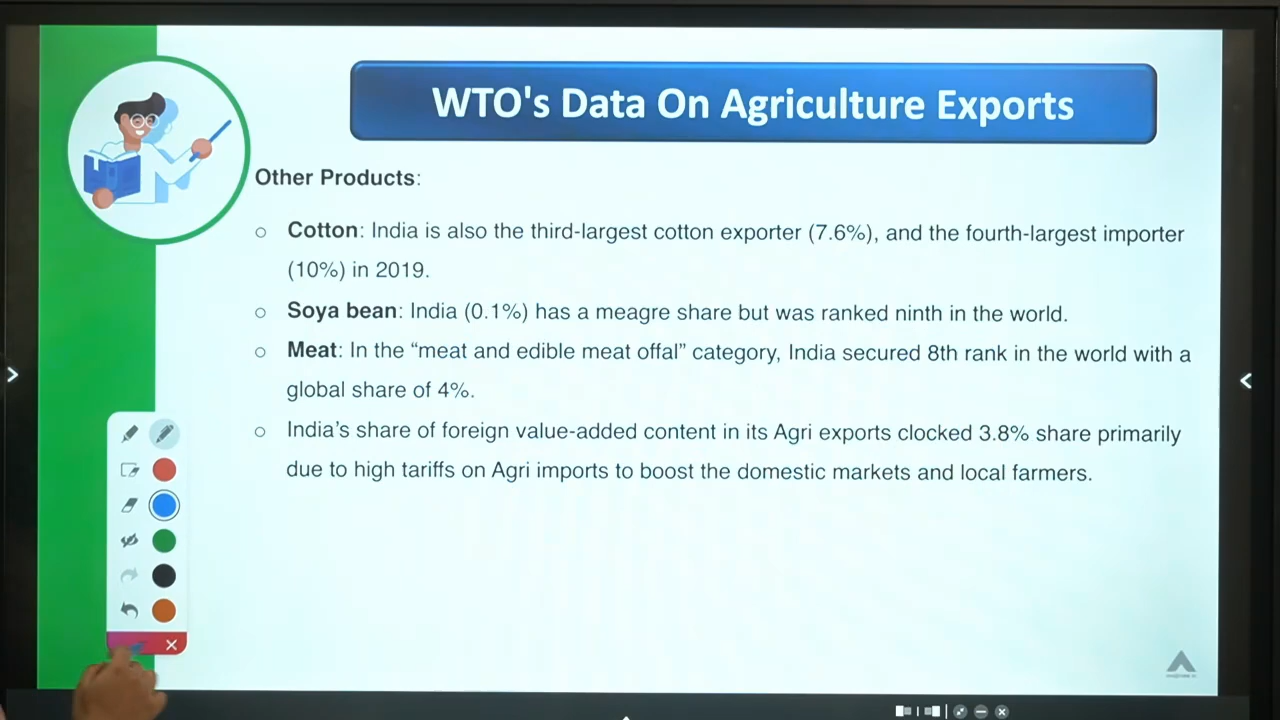 WTO's Data On Agriculture Exports
Other Products:
○ Cotton: India is also the third-largest cotton exporter (7.6%), and the fourth-largest importer
(10%) in 2019.
○ Soya bean: India (0.1%) has a meagre share but was ranked ninth in the world.
○ Meat: In the “meat and edible meat offal” category, India secured 8th rank in the world with a
global share of 4%.
○ India’s share of foreign value-added content in its Agri exports clocked 3.8% share primarily
due to high tariffs on Agri imports to boost the domestic markets and local farmers.